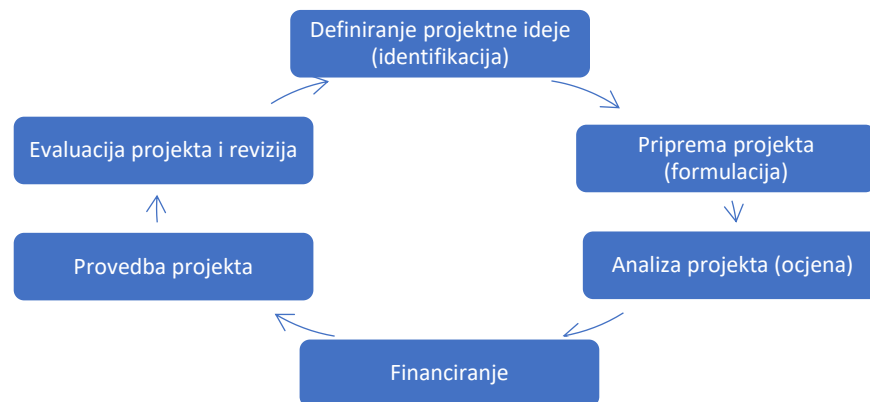 Definiranje projektne ideje
(identifikacija)
Priprema projekta
(formulacija)
Analiza projekta (ocjena)
Financiranje
Provedba projekta
Evaluacija projekta i revizija